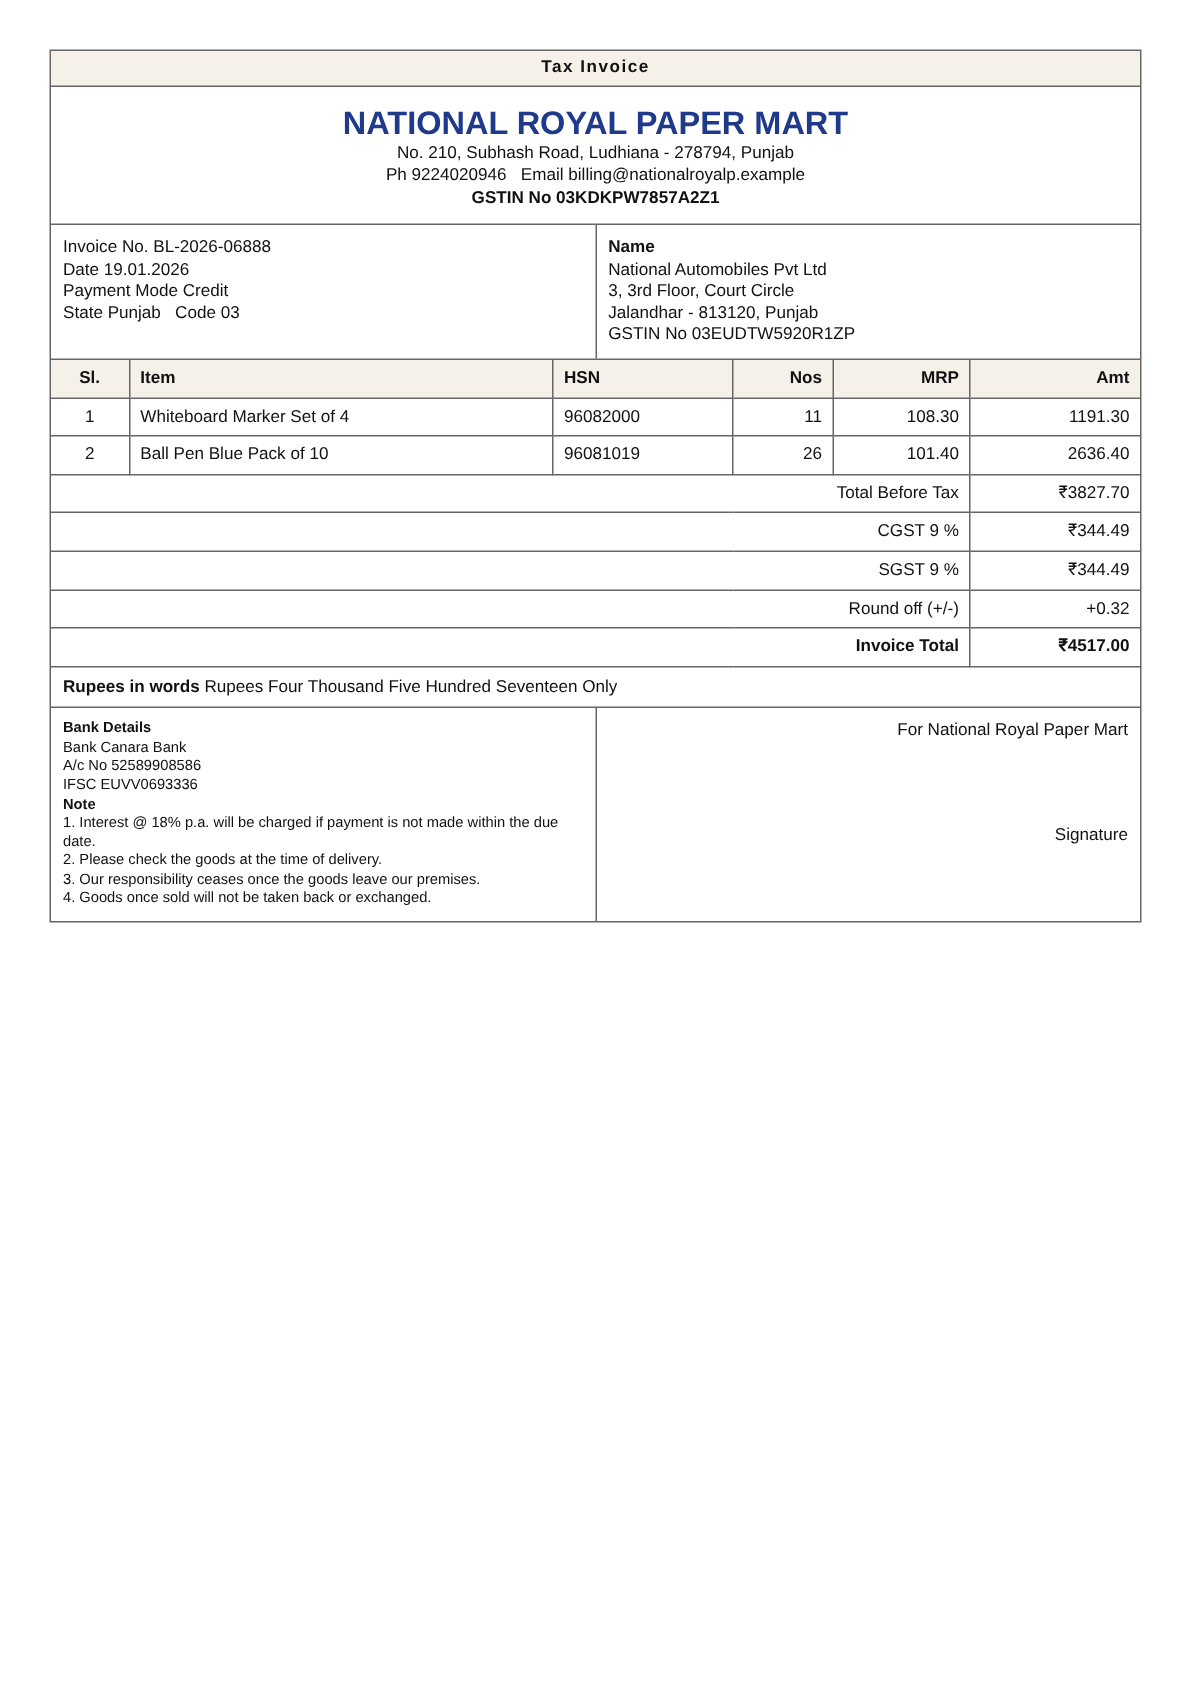 Tax Invoice
NATIONAL ROYAL PAPER MART
No. 210, Subhash Road, Ludhiana - 278794, Punjab
Ph 9224020946 Email billing@nationalroyalp.example
GSTIN No 03KDKPW7857A2Z1
Invoice No. BL-2026-06888
Date 19.01.2026
Payment Mode Credit
State Punjab Code 03
Name
National Automobiles Pvt Ltd
3, 3rd Floor, Court Circle
Jalandhar - 813120, Punjab
GSTIN No 03EUDTW5920R1ZP
Sl. Item HSN Nos MRP Amt
1 Whiteboard Marker Set of 4 96082000 11 108.30 1191.30
2 Ball Pen Blue Pack of 10 96081019 26 101.40 2636.40
Total Before Tax ₹3827.70
CGST 9 % ₹344.49
SGST 9 % ₹344.49
Round off (+/-) +0.32
Invoice Total ₹4517.00
Rupees in words Rupees Four Thousand Five Hundred Seventeen Only
Bank Details
Bank Canara Bank
A/c No 52589908586
IFSC EUVV0693336
Note
1. Interest @ 18% p.a. will be charged if payment is not made within the due
date.
2. Please check the goods at the time of delivery.
3. Our responsibility ceases once the goods leave our premises.
4. Goods once sold will not be taken back or exchanged.
For National Royal Paper Mart
Signature